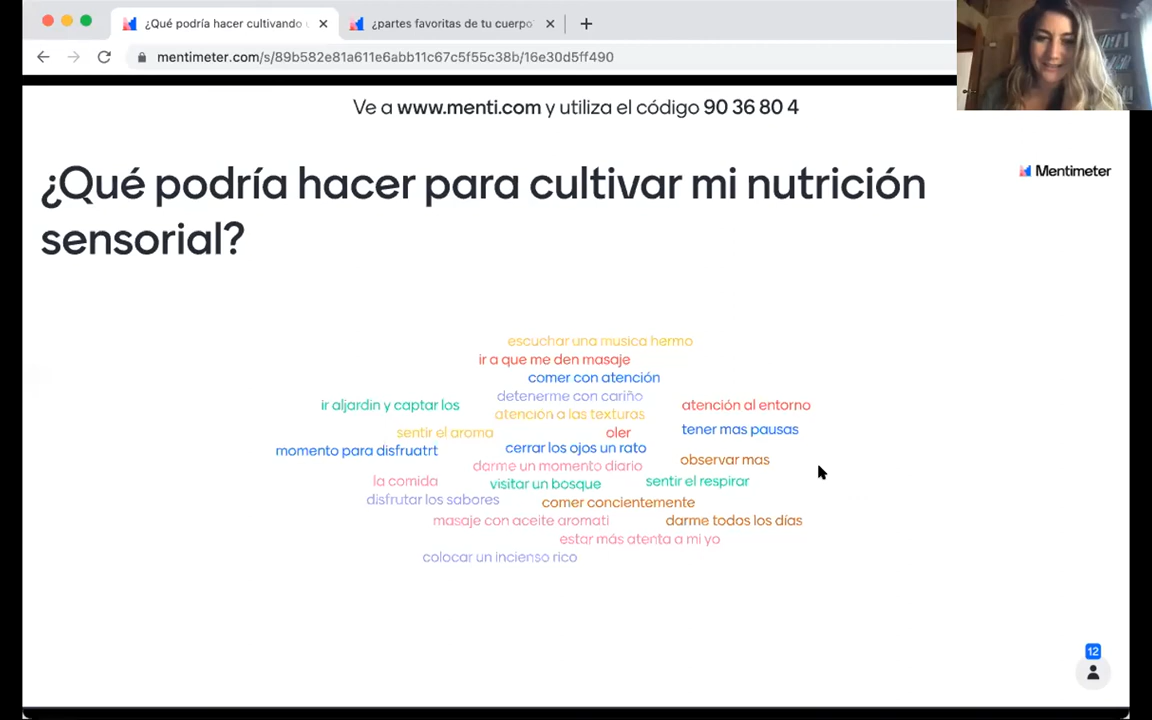 ¿Qué podría hacer cultivando
¿partes favoritas de tu cuerpo
mentimeter.com/s/89b582e81a611e6abb11c67c5f55c38b/16e30d5ff490
Ve a www.menti.com y utiliza el código 90 36 80 4
Mentimeter
¿Qué podría hacer para cultivar mi nutrición
sensorial?
escuchar una musica hermo
ir a que me den masaje
comer con atención
detenerme con cariño
ir aljardin y captar los
atención al entorno
atención a las texturas
sentir el aroma
oler
tener mas pausas
momento para disfruatrt
cerrar los ojos un rato
observar mas
darme un momento diario
la comida
visitar un bosque
sentir el respirar
disfrutar los sabores
comer concientemente
masaje con aceite aromati
darme todos los días
estar más atenta a mi yo
colocar un incienso rico
12